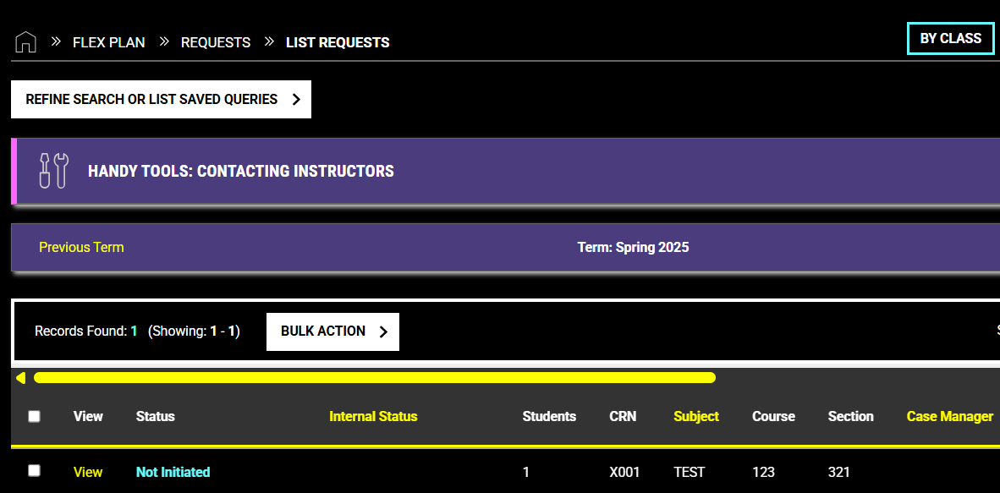 » FLEX PLAN » REQUESTS » LIST REQUESTS
BY CLASS
REFINE SEARCH OR LIST SAVED QUERIES
HANDY TOOLS: CONTACTING INSTRUCTORS
Previous Term Term: Spring 2025
Records Found: 1 (Showing: 1 - 1) BULK ACTION
View Status Internal Status Students CRN Subject Course Section Case Manager
View Not Initiated 1 X001 TEST 123 321